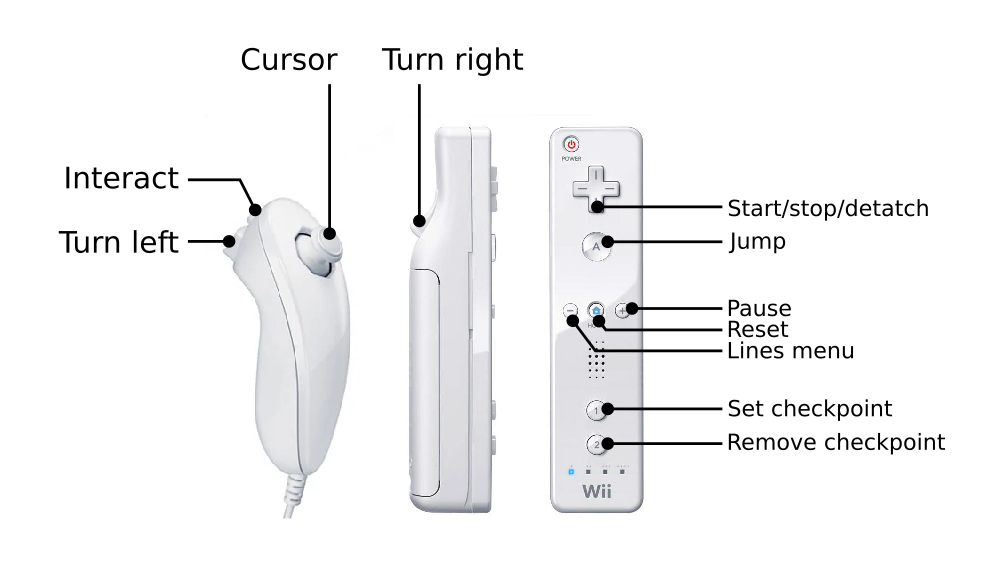 Cursor
Turn right
Interact
Turn left
POWER
Start/stop/detatch
A
Jump
Pause
Reset
Lines menu
1
Set checkpoint
2
Remove checkpoint
Wii